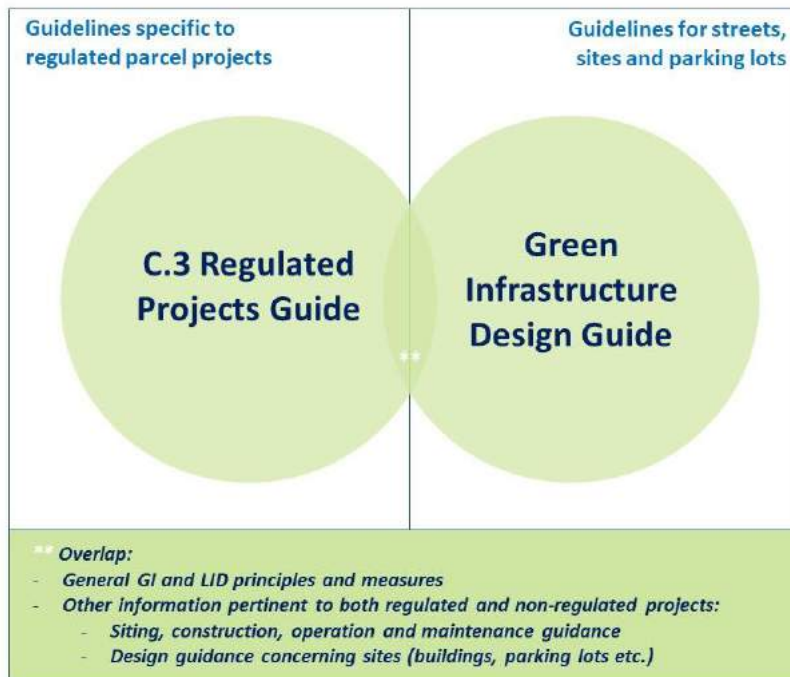 Guidelines specific to
regulated parcel projects
Guidelines for streets,
sites and parking lots
C.3 Regulated
Projects Guide
Green
Infrastructure
Design Guide
**
** Overlap:
- General GI and LID principles and measures
- Other information pertinent to both regulated and non-regulated projects:
- Siting, construction, operation and maintenance guidance
- Design guidance concerning sites (buildings, parking lots etc.)